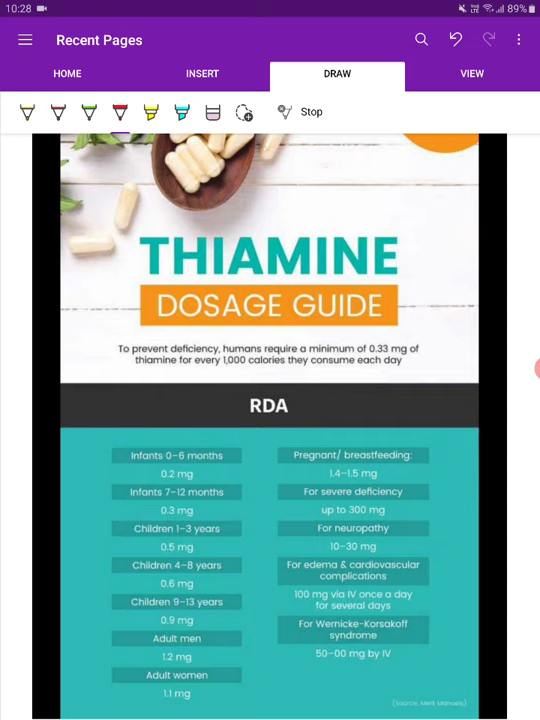 10:28
89%
Recent Pages
HOME
INSERT
DRAW
VIEW
Stop
THIAMINE
DOSAGE GUIDE
To prevent deficiency, humans require a minimum of 0.33 mg of
thiamine for every 1,000 calories they consume each day
RDA
Infants 0–6 months
0.2 mg
Infants 7–12 months
0.3 mg
Children 1–3 years
0.5 mg
Children 4–8 years
0.6 mg
Children 9–13 years
0.9 mg
Adult men
1.2 mg
Adult women
1.1 mg
Pregnant/ breastfeeding:
1.4–1.5 mg
For severe deficiency
up to 300 mg
For neuropathy
10–30 mg
For edema & cardiovascular
complications
100 mg via IV once a day
for several days
For Wernicke-Korsakoff
syndrome
50–00 mg by IV
(Source: Merk Manuels)